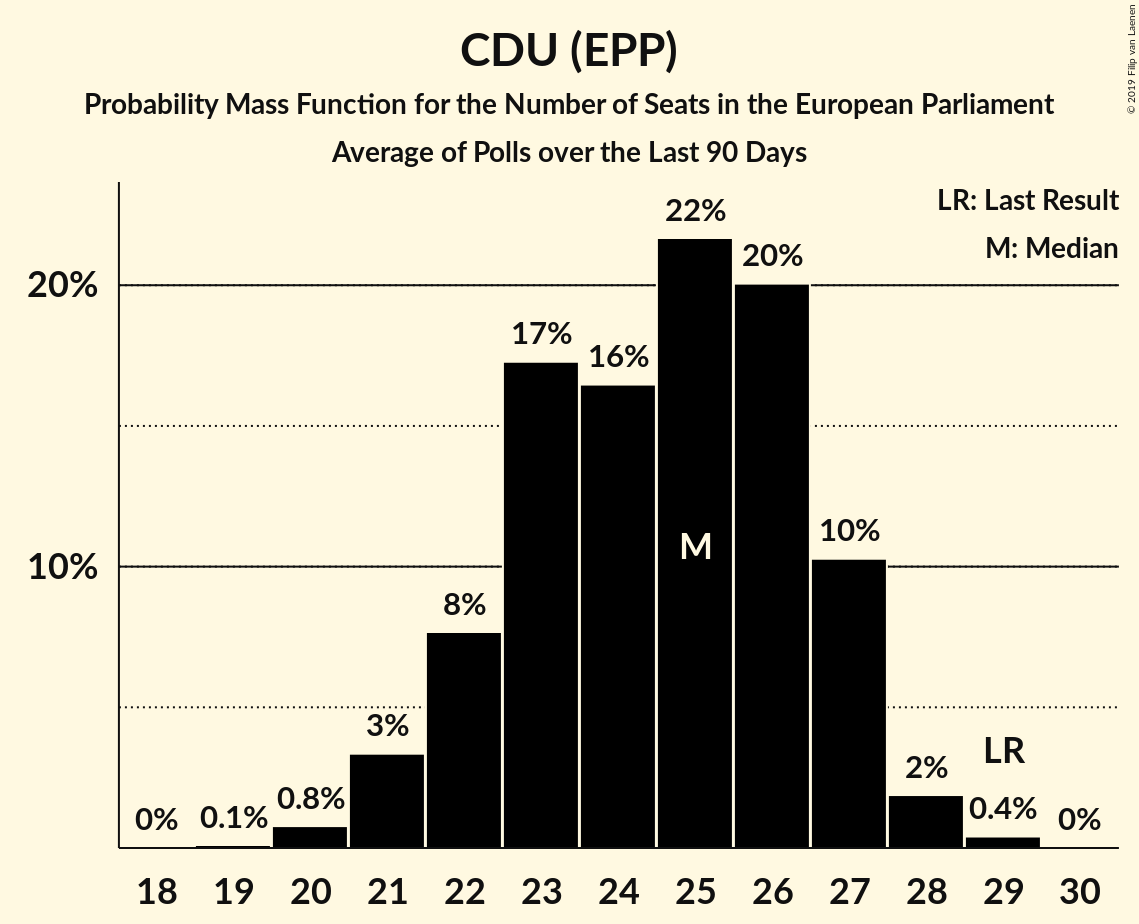 CDU (EPP)
Probability Mass Function for the Number of Seats in the European Parliament
Average of Polls over the Last 90 Days
© 2019 Filip van Laenen
LR: Last Result
M: Median
20%
10%
0%
0.1%
0.8%
3%
8%
17%
16%
22%
20%
10%
2%
0.4%
0%
M
LR
18 19 20 21 22 23 24 25 26 27 28 29 30